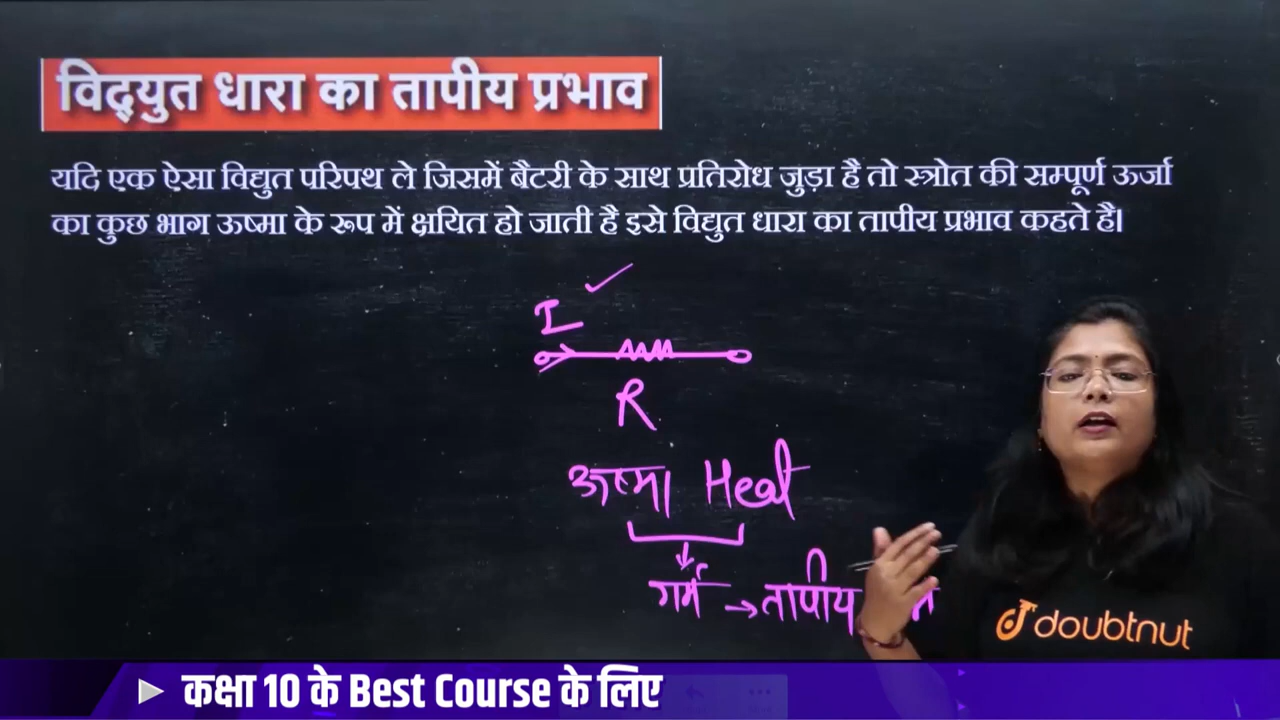 विद्युत धारा का तापीय प्रभाव
यदि एक ऐसा विद्युत परिपथ ले जिसमें बैटरी के साथ प्रतिरोध जुड़ा है तो स्त्रोत की सम्पूर्ण ऊर्जा
का कुछ भाग ऊष्मा के रूप में क्षयित हो जाती है इसे विद्युत धारा का तापीय प्रभाव कहते है।
I
R
ऊष्मा Heat
गर्म → तापीय
doubtnut
कक्षा 10 के Best Course के लिए